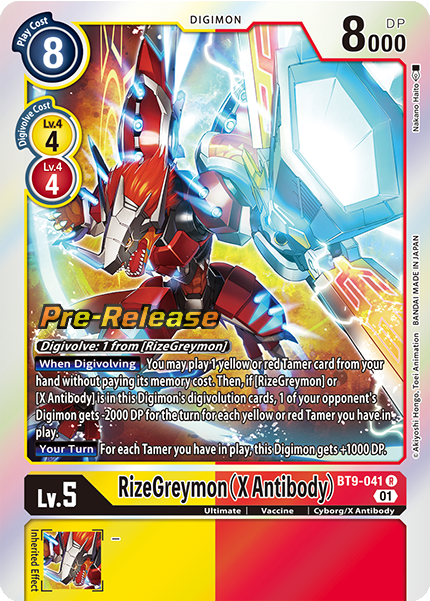 DIGIMON
Play Cost
8
DP
8000
Digivolve Cost
Lv.4
4
Lv.4
4
Nakano Haito
© Akiyoshi Hongo, Toei Animation BANDAI MADE IN JAPAN
Pre-Release
Digivolve: 1 from [RizeGreymon]
When Digivolving You may play 1 yellow or red Tamer card from your
hand without paying its memory cost. Then, if [RizeGreymon] or
[X Antibody] is in this Digimon's digivolution cards, 1 of your opponent's
Digimon gets -2000 DP for the turn for each yellow or red Tamer you have in
play.
Your Turn For each Tamer you have in play, this Digimon gets +1000 DP.
Lv.5
RizeGreymon (X Antibody)
BT9-041 R
01
Ultimate | Vaccine | Cyborg/X Antibody
Inherited Effect
-